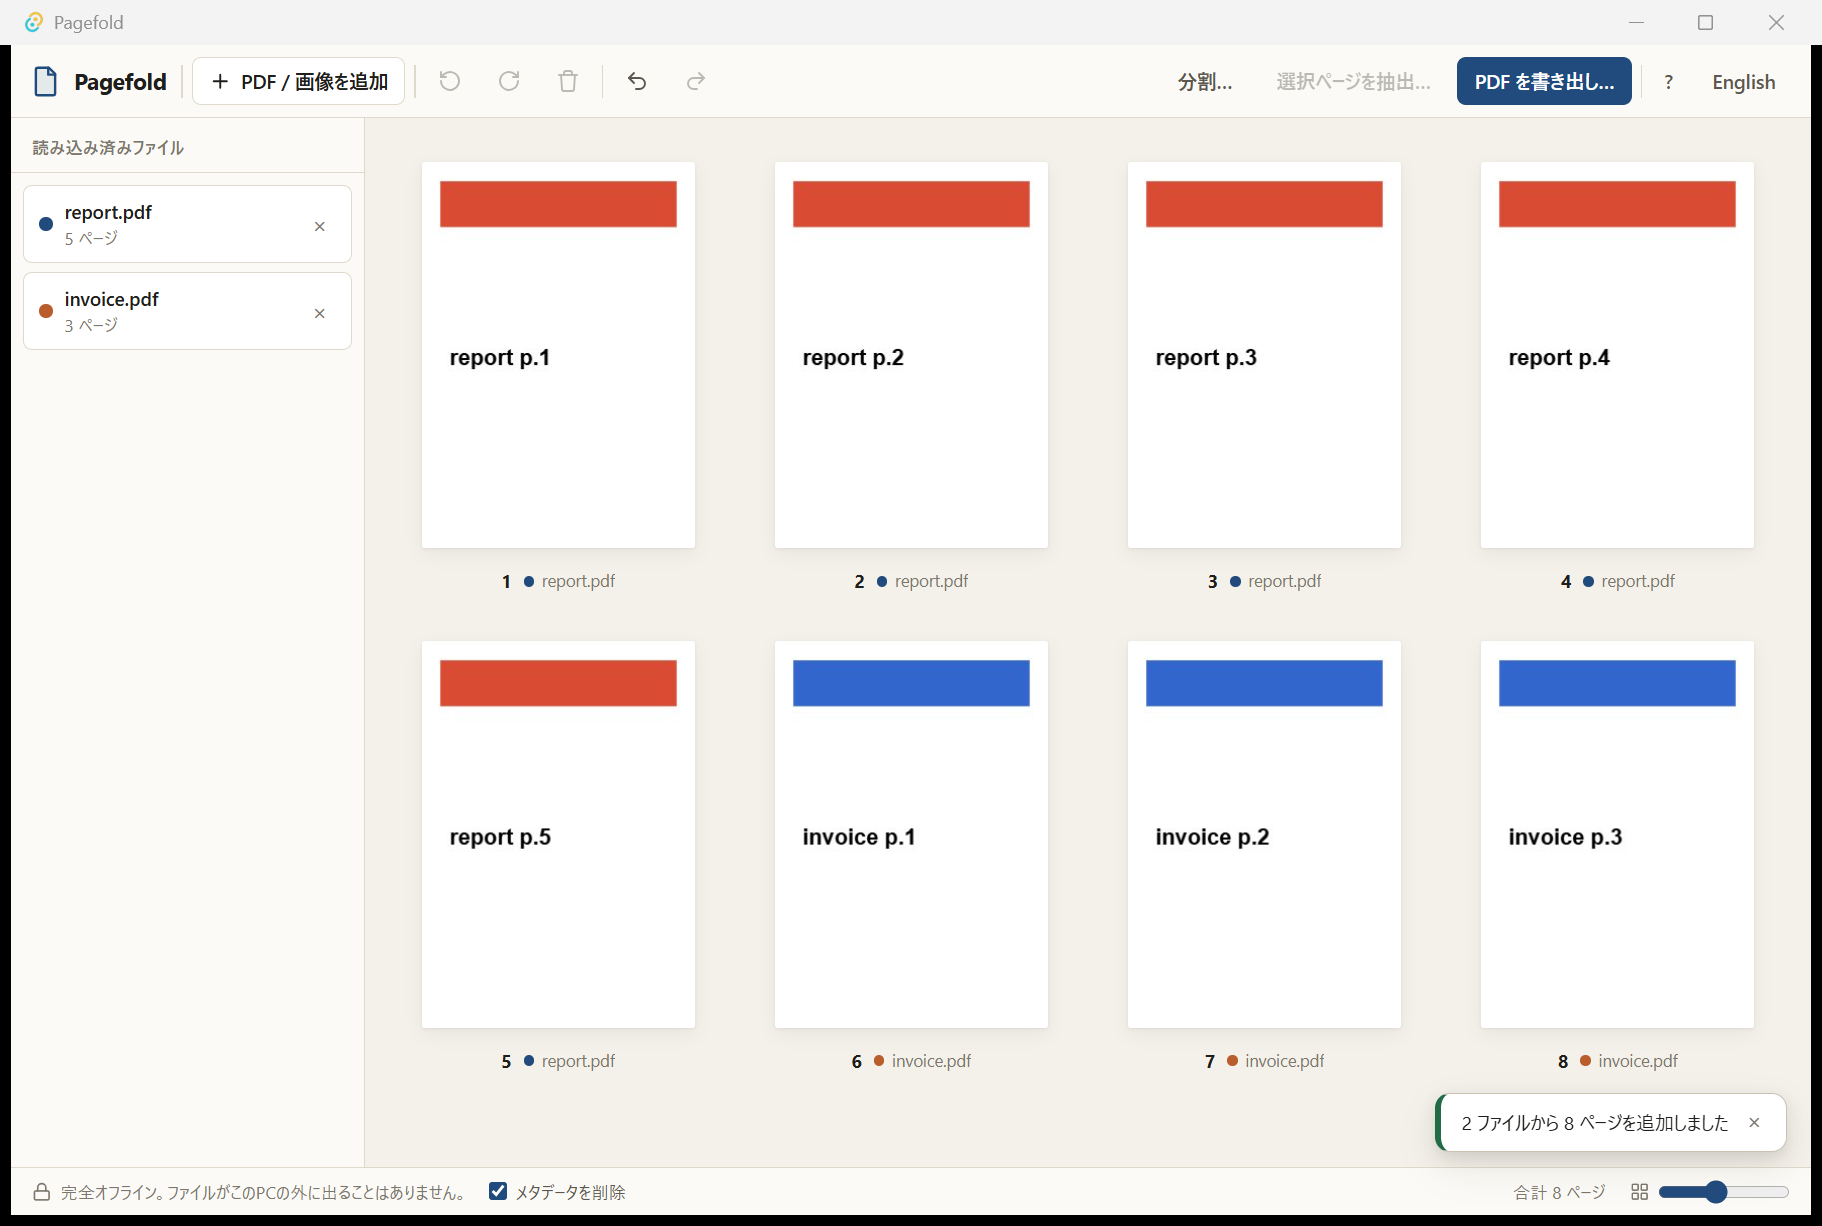 Pagefold
Pagefold
PDF / 画像を追加
分割...
選択ページを抽出...
PDF を書き出し...
?
English
読み込み済みファイル
report.pdf
5 ページ
invoice.pdf
3 ページ
report p.1
report p.2
report p.3
report p.4
1 report.pdf
2 report.pdf
3 report.pdf
4 report.pdf
report p.5
invoice p.1
invoice p.2
invoice p.3
5 report.pdf
6 invoice.pdf
7 invoice.pdf
8 invoice.pdf
2 ファイルから 8 ページを追加しました
完全オフライン。ファイルがこのPCの外に出ることはありません。
メタデータを削除
合計 8 ページ